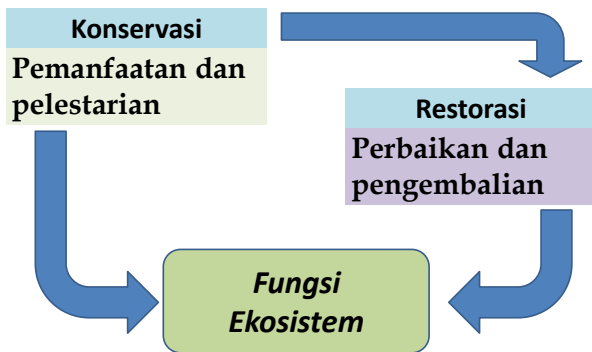 Konservasi
Pemanfaatan dan
pelestarian
Restorasi
Perbaikan dan
pengembalian
Fungsi
Ekosistem